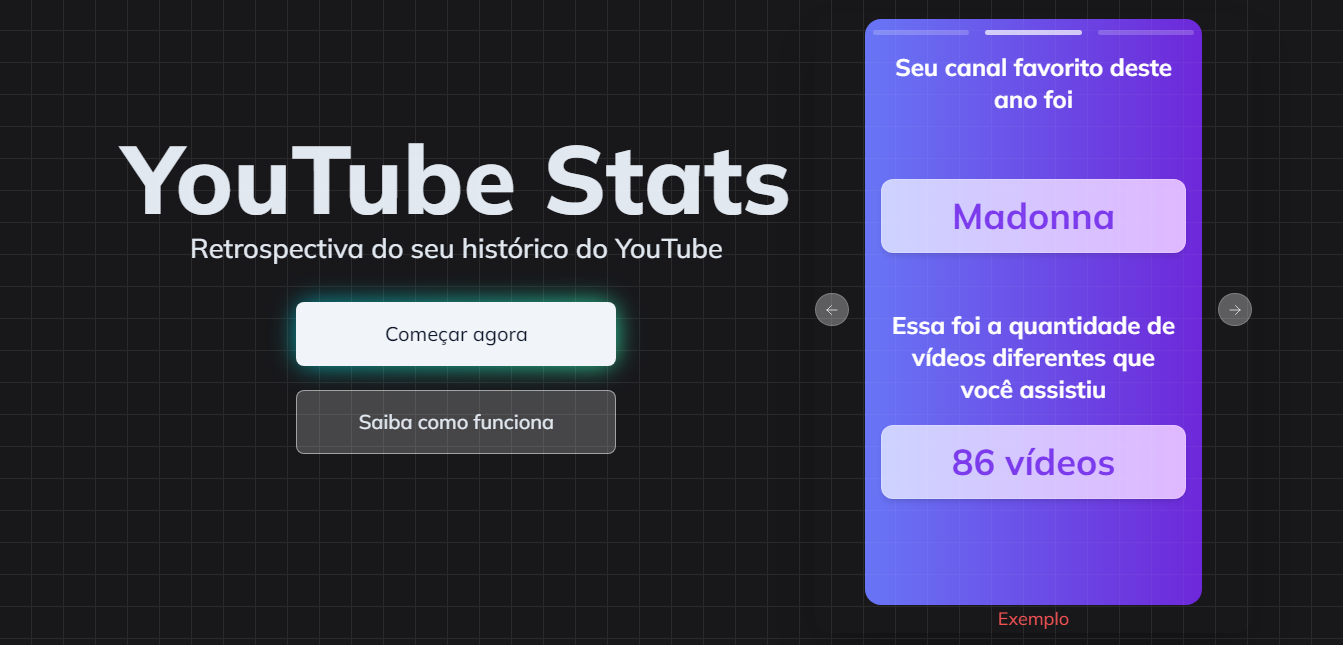 YouTube Stats
Retrospectiva do seu histórico do YouTube
Começar agora
Saiba como funciona
Seu canal favorito deste
ano foi
Madonna
Essa foi a quantidade de
vídeos diferentes que
você assistiu
86 vídeos
Exemplo